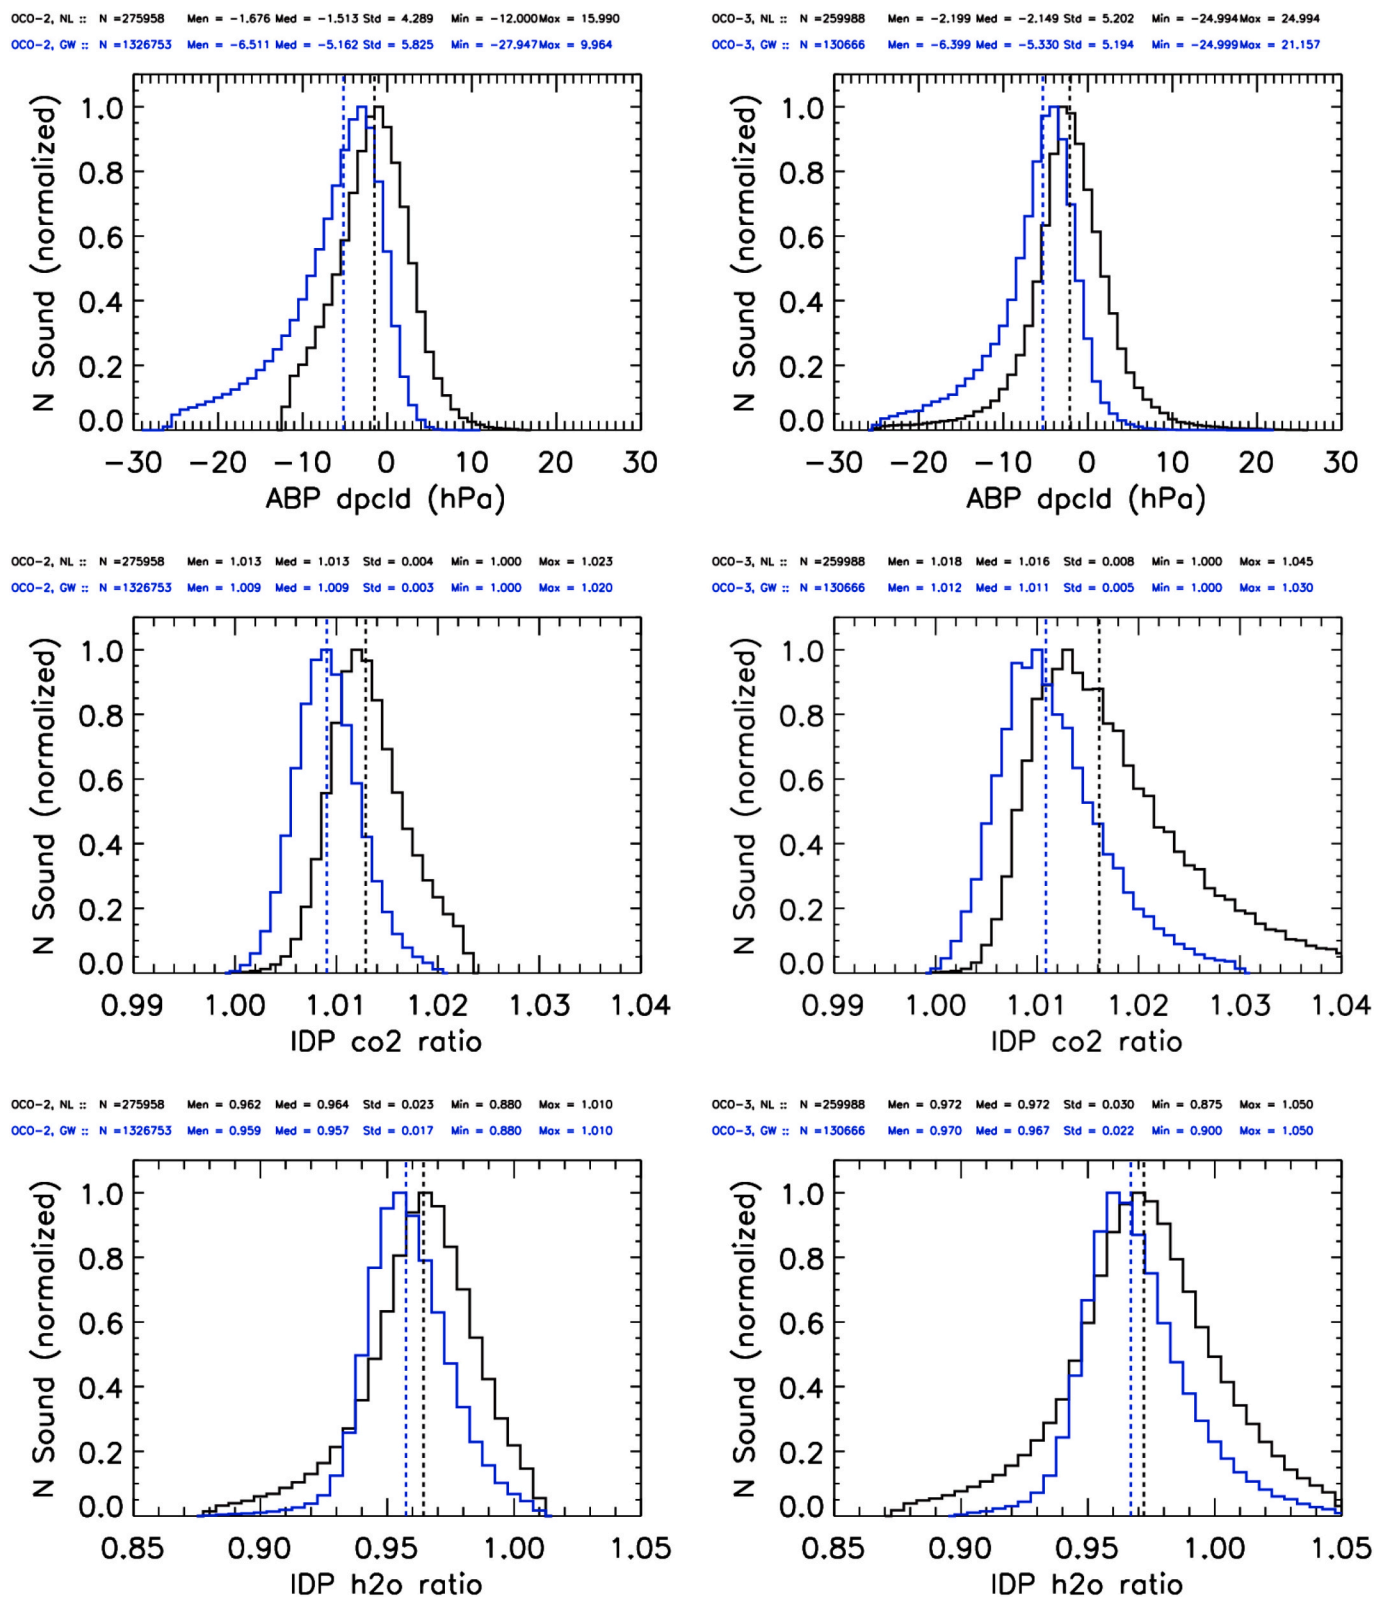 OCO-2, NL :: N =275958 Men = -1.676 Med = -1.513 Std = 4.289 Min = -12.000Max = 15.990
OCO-2, GW :: N =1326753 Men = -6.511 Med = -5.162 Std = 5.825 Min = -27.947Max = 9.964
N Sound (normalized)
1.0
0.8
0.6
0.4
0.2
0.0
-30 -20 -10 0 10 20 30
ABP dpcld (hPa)
OCO-3, NL :: N =259988 Men = -2.199 Med = -2.149 Std = 5.202 Min = -24.994Max = 24.994
OCO-3, GW :: N =130666 Men = -6.399 Med = -5.330 Std = 5.194 Min = -24.999Max = 21.157
N Sound (normalized)
1.0
0.8
0.6
0.4
0.2
0.0
-30 -20 -10 0 10 20 30
ABP dpcld (hPa)
OCO-2, NL :: N =275958 Men = 1.013 Med = 1.013 Std = 0.004 Min = 1.000 Max = 1.023
OCO-2, GW :: N =1326753 Men = 1.009 Med = 1.009 Std = 0.003 Min = 1.000 Max = 1.020
N Sound (normalized)
1.0
0.8
0.6
0.4
0.2
0.0
0.99 1.00 1.01 1.02 1.03 1.04
IDP co2 ratio
OCO-3, NL :: N =259988 Men = 1.018 Med = 1.016 Std = 0.008 Min = 1.000 Max = 1.045
OCO-3, GW :: N =130666 Men = 1.012 Med = 1.011 Std = 0.005 Min = 1.000 Max = 1.030
N Sound (normalized)
1.0
0.8
0.6
0.4
0.2
0.0
0.99 1.00 1.01 1.02 1.03 1.04
IDP co2 ratio
OCO-2, NL :: N =275958 Men = 0.962 Med = 0.964 Std = 0.023 Min = 0.880 Max = 1.010
OCO-2, GW :: N =1326753 Men = 0.959 Med = 0.957 Std = 0.017 Min = 0.880 Max = 1.010
N Sound (normalized)
1.0
0.8
0.6
0.4
0.2
0.0
0.85 0.90 0.95 1.00 1.05
IDP h2o ratio
OCO-3, NL :: N =259988 Men = 0.972 Med = 0.972 Std = 0.030 Min = 0.875 Max = 1.050
OCO-3, GW :: N =130666 Men = 0.970 Med = 0.967 Std = 0.022 Min = 0.900 Max = 1.050
N Sound (normalized)
1.0
0.8
0.6
0.4
0.2
0.0
0.85 0.90 0.95 1.00 1.05
IDP h2o ratio